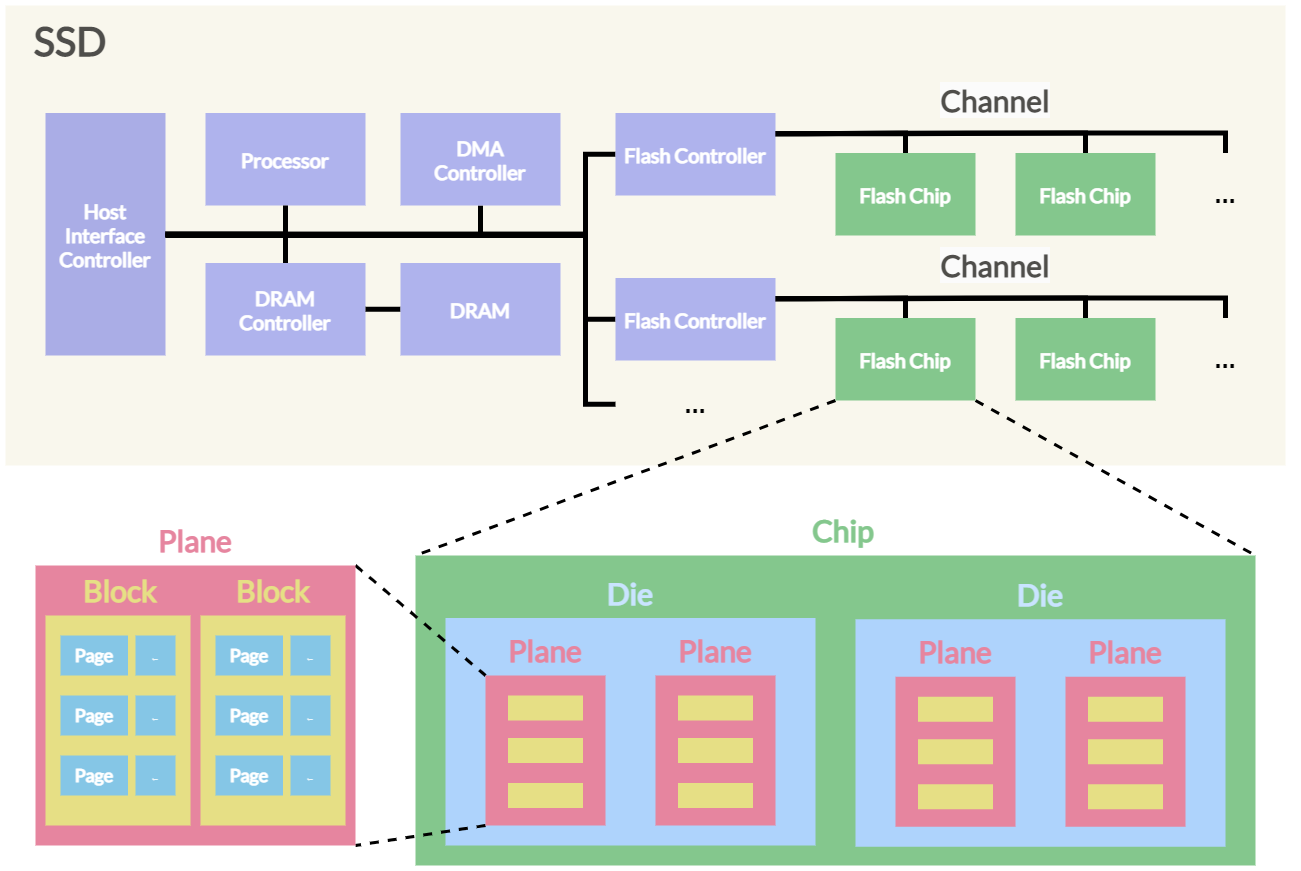 SSD
Host
Interface
Controller
Processor
DMA
Controller
DRAM
Controller
DRAM
Flash Controller
Channel
Flash Chip
Flash Chip
...
Flash Controller
Channel
Flash Chip
Flash Chip
...
...
Plane
Block
Block
Page
...
Page
...
Page
...
Page
...
Page
...
Page
...
Chip
Die
Die
Plane
Plane
Plane
Plane